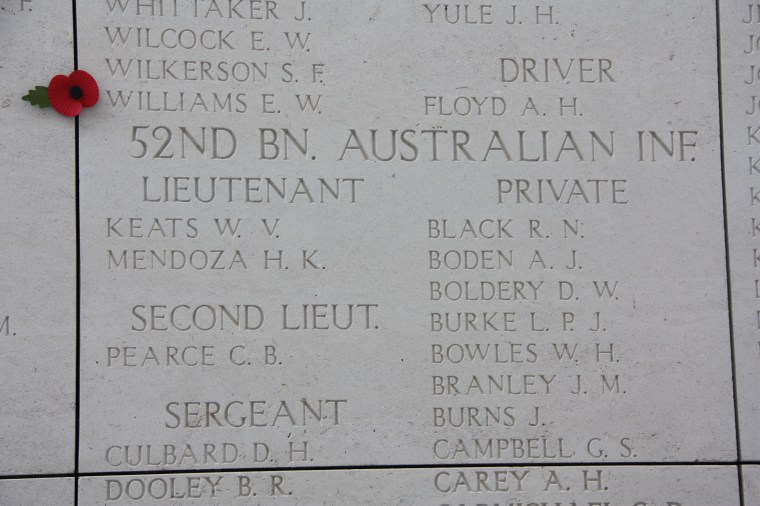 WHITTAKER J.
WILCOCK E. W.
WILKERSON S. F.
WILLIAMS E. W.
YULE J. H.
DRIVER
FLOYD A. H.
52ND BN. AUSTRALIAN INF.
LIEUTENANT
KEATS W. V.
MENDOZA H. K.
SECOND LIEUT.
PEARCE C. B.
SERGEANT
CULBARD D. H.
DOOLEY B. R.
PRIVATE
BLACK R. N.
BODEN A. J.
BOLDERY D. W.
BURKE L. P. J.
BOWLES W. H.
BRANLEY J. M.
BURNS J.
CAMPBELL G. S.
CAREY A. H.